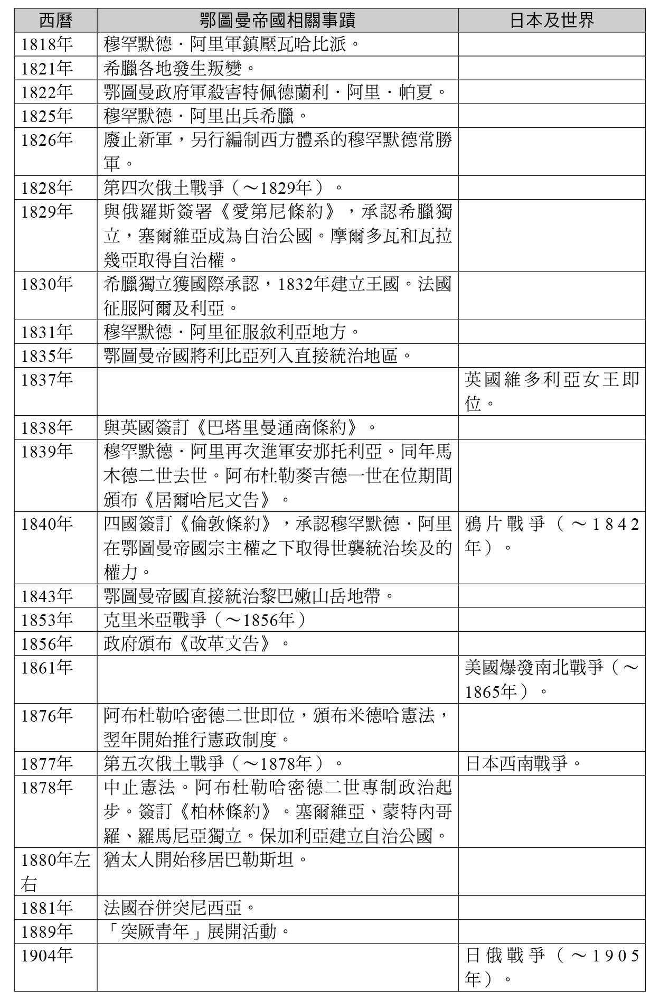 西曆 鄂圖曼帝國相關事蹟 日本及世界
1818年 穆罕默德．阿里軍鎮壓瓦哈比派。
1821年 希臘各地發生叛變。
1822年 鄂圖曼政府軍殺害特佩德蘭利．阿里．帕夏。
1825年 穆罕默德．阿里出兵希臘。
1826年 廢止新軍，另行編制西方體系的穆罕默德常勝
軍。
1828年 第四次俄土戰爭（～1829年）。
1829年 與俄羅斯簽署《愛第尼條約》，承認希臘獨
立，塞爾維亞成為自治公國。摩爾多瓦和瓦拉
幾亞取得自治權。
1830年 希臘獨立獲國際承認，1832年建立王國。法國
征服阿爾及利亞。
1831年 穆罕默德．阿里征服敘利亞地方。
1835年 鄂圖曼帝國將利比亞列入直接統治地區。
1837年 英國維多利亞女王即
位。
1838年 與英國簽訂《巴塔里曼通商條約》。
1839年 穆罕默德．阿里再次進軍安那托利亞。同年馬
木德二世去世。阿布杜勒麥吉德一世在位期間
頒布《居爾哈尼文告》。
1840年 四國簽訂《倫敦條約》，承認穆罕默德．阿里
在鄂圖曼帝國宗主權之下取得世襲統治埃及的
權力。
鴉片戰爭（～1842
年）。
1843年 鄂圖曼帝國直接統治黎巴嫩山岳地帶。
1853年 克里米亞戰爭（～1856年）
1856年 政府頒布《改革文告》。
1861年 美國爆發南北戰爭（～
1865年）。
1876年 阿布杜勒哈密德二世即位，頒布米德哈憲法，
翌年開始推行憲政制度。
1877年 第五次俄土戰爭（～1878年）。 日本西南戰爭。
1878年 中止憲法。阿布杜勒哈密德二世專制政治起
步。簽訂《柏林條約》。塞爾維亞、蒙特內哥
羅、羅馬尼亞獨立。保加利亞建立自治公國。
1880年左 猶太人開始移居巴勒斯坦。
右
1881年 法國吞併突尼西亞。
1889年 「突厥青年」展開活動。
1904年 日俄戰爭（～1905
年）。